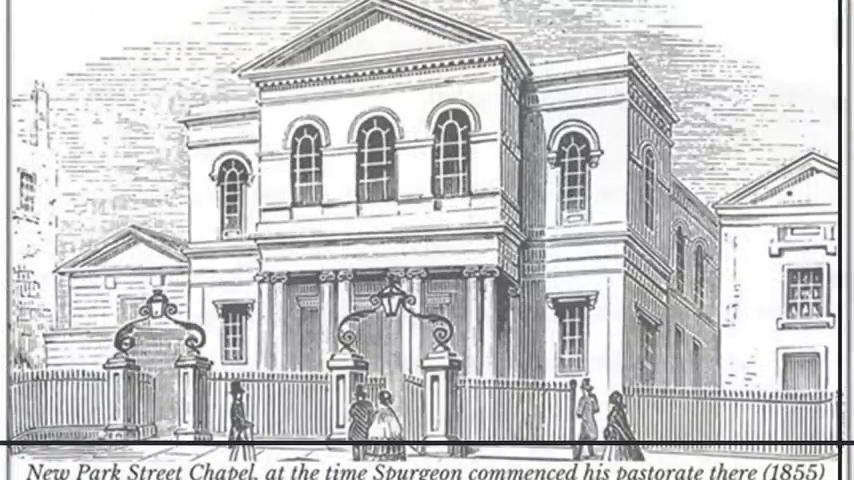 New Park Street Chapel, at the time Spurgeon commenced his pastorate there (1855)